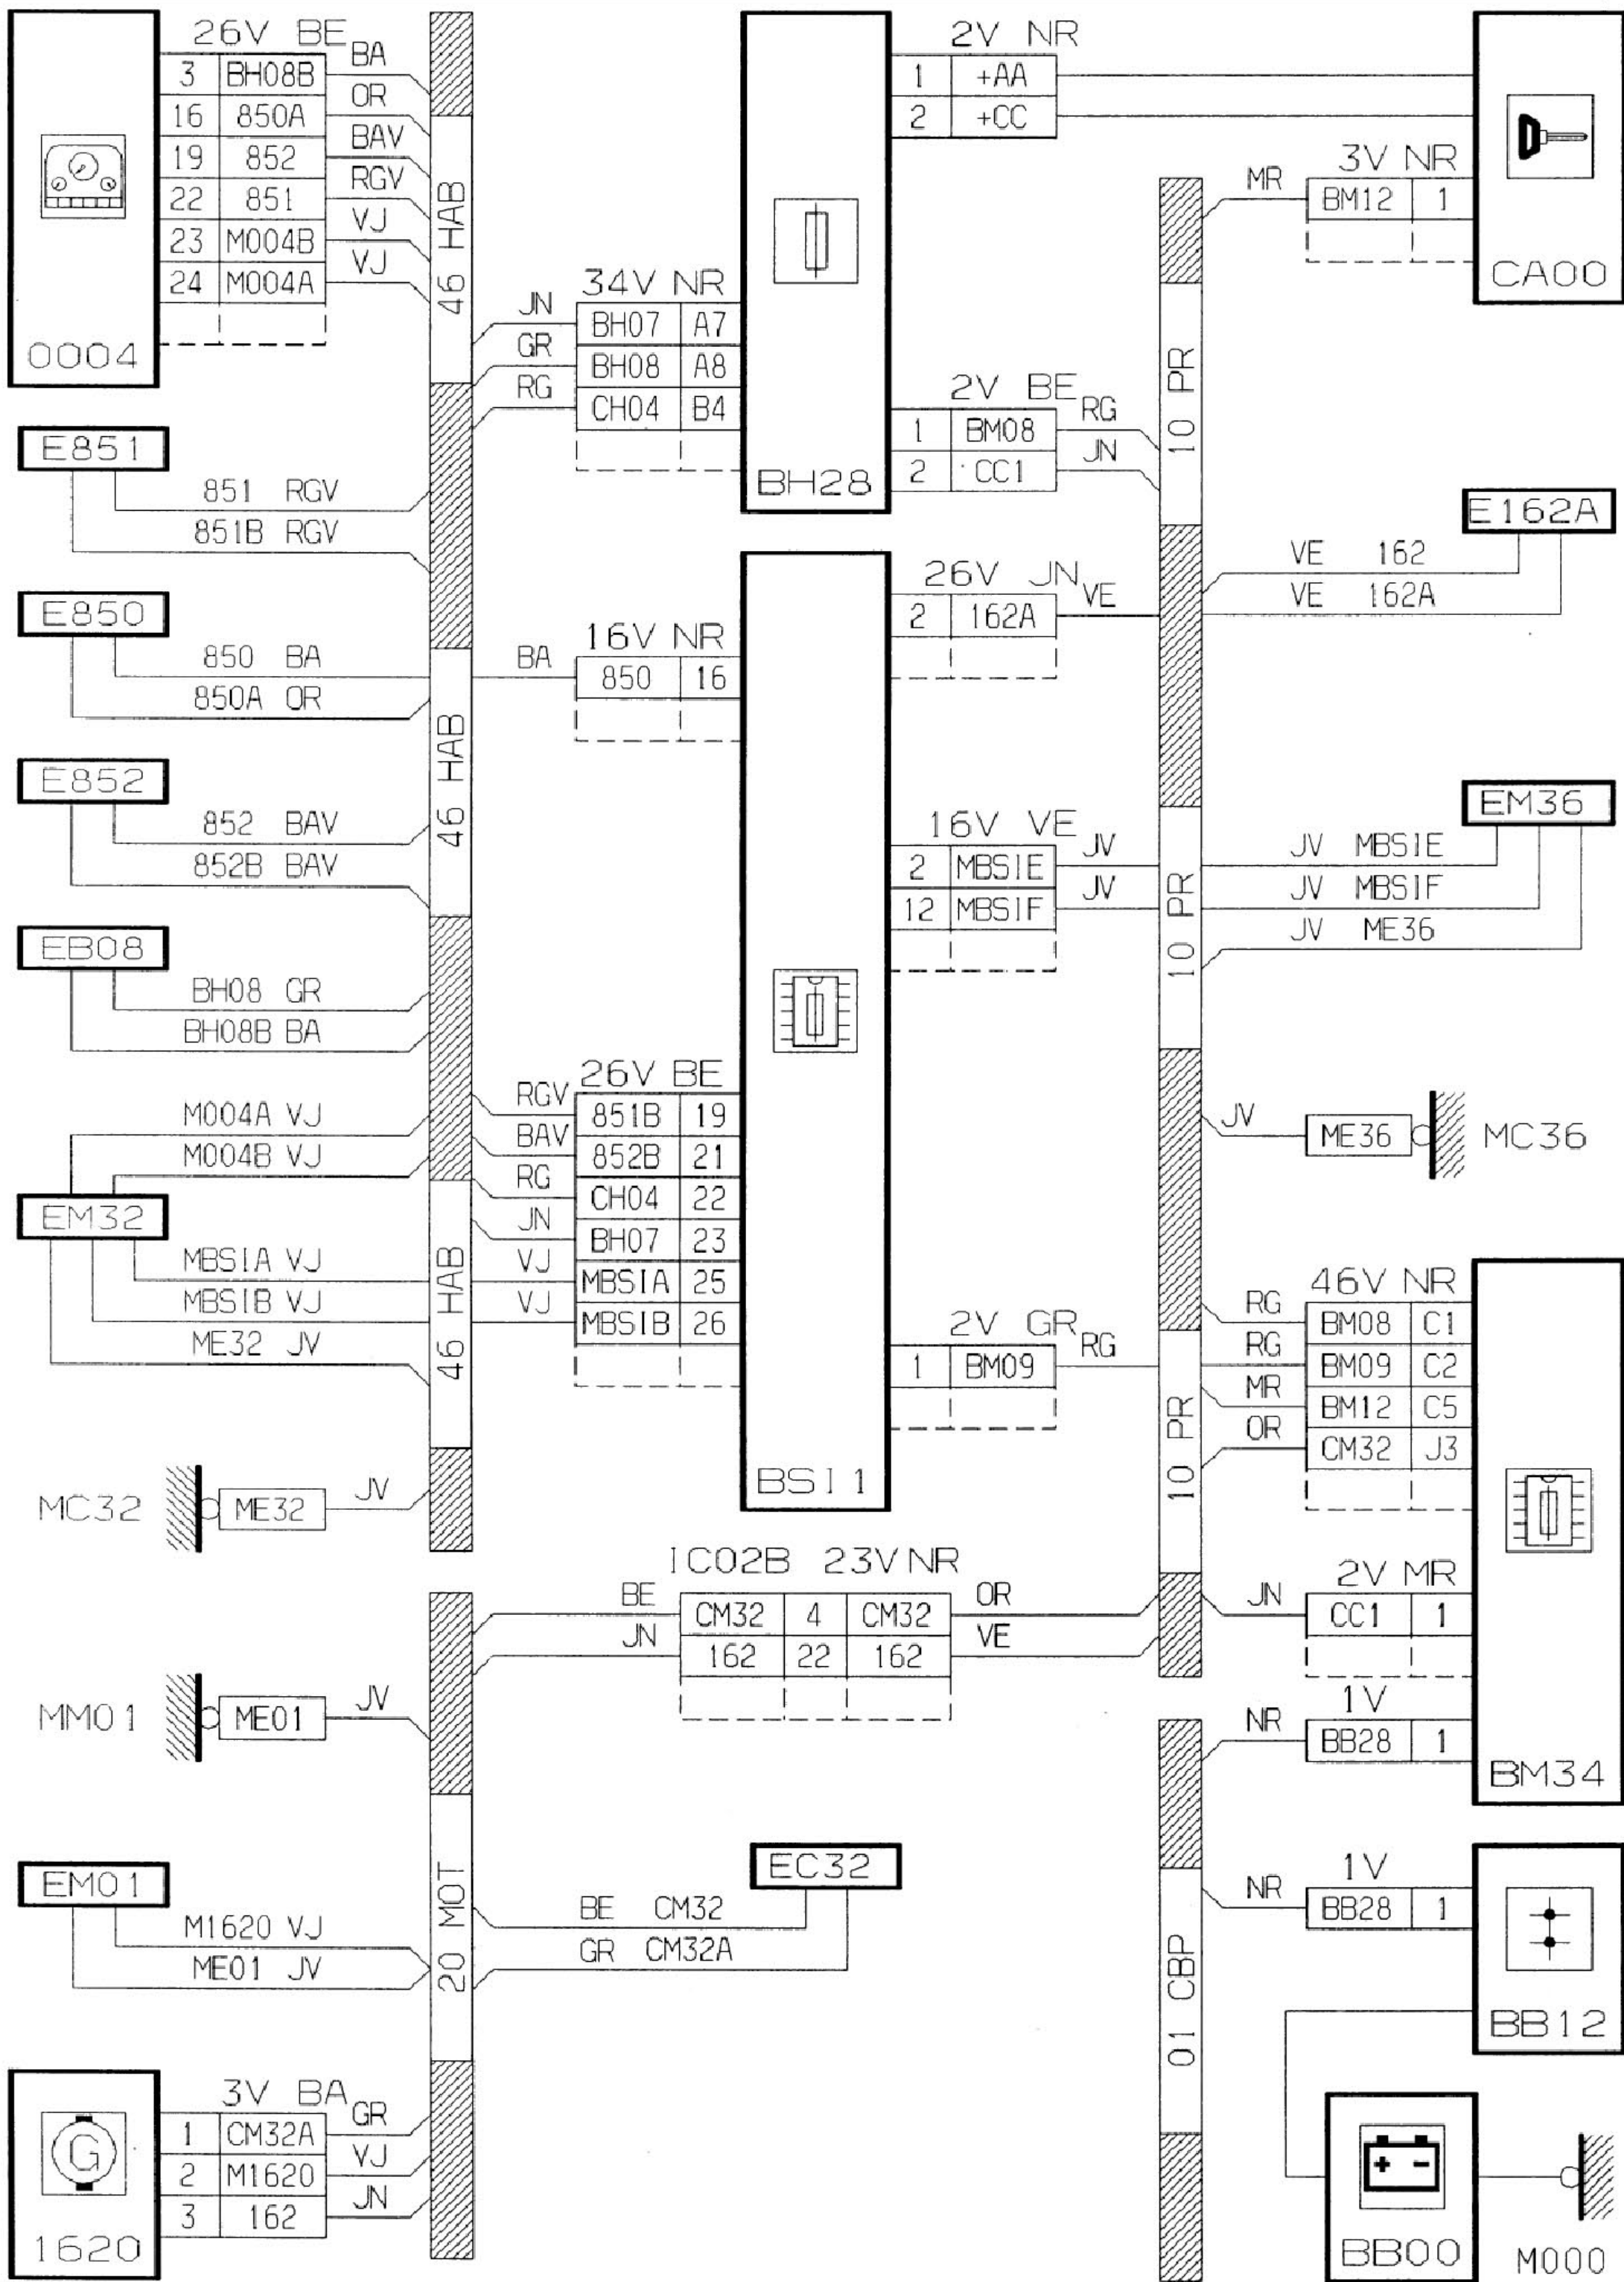 26V BE
3 BH08B BA
16 850A OR
19 852 BAV
22 851 RGV
23 M004B VJ
24 M004A VJ
0004
46 HAB
E851
851 RGV
851B RGV
E850
850 BA
850A OR
46 HAB
E852
852 BAV
852B BAV
EB08
BH08 GR
BH08B BA
M004A VJ
M004B VJ
EM32
MBSIA VJ
MBSIB VJ
ME32 JV
46 HAB
MC32 ME32 JV
MM01 ME01 JV
EM01
M1620 VJ
ME01 JV
20 MOT
3V BA
1 CM32A GR
2 M1620 VJ
3 162 JN
1620
34V NR
JN BH07 A7
GR BH08 A8
RG CH04 B4
BH28
2V NR
1 +AA
2 +CC
2V BE
1 BM08 RG
2 CC1 JN
16V NR
BA 850 16
26V JN
2 162A VE
16V VE
2 MBSIE JV
12 MBSIF JV
26V BE
RGV 851B 19
BAV 852B 21
RG CH04 22
JN BH07 23
VJ MBSIA 25
VJ MBSIB 26
2V GR
1 BM09 RG
BSI1
IC02B 23V NR
BE CM32 4 CM32 OR
JN 162 22 162 VE
EC32
BE CM32
GR CM32A
3V NR
MR BM12 1
CA00
10 PR
E162A
VE 162
VE 162A
EM36
JV MBSIE
JV MBSIF
JV ME36
10 PR
JV ME36 MC36
46V NR
RG BM08 C1
RG BM09 C2
MR BM12 C5
OR CM32 J3
10 PR
2V MR
JN CC1 1
1V
NR BB28 1
BM34
1V
NR BB28 1
01 CBP
BB12
+ -
BB00
M000
G